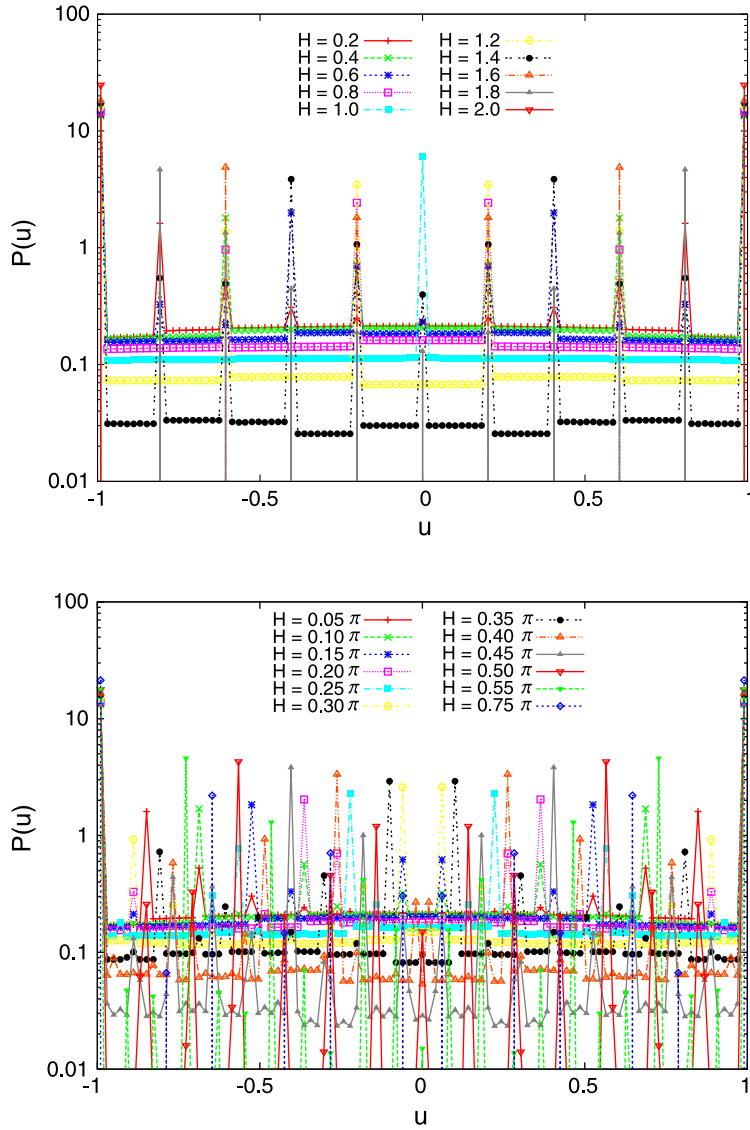 100
10
1
0.1
0.01
P(u)
H = 0.2
H = 0.4
H = 0.6
H = 0.8
H = 1.0
H = 1.2
H = 1.4
H = 1.6
H = 1.8
H = 2.0
-1
-0.5
0
0.5
1
u
100
10
1
0.1
0.01
P(u)
H = 0.05 π
H = 0.10 π
H = 0.15 π
H = 0.20 π
H = 0.25 π
H = 0.30 π
H = 0.35 π
H = 0.40 π
H = 0.45 π
H = 0.50 π
H = 0.55 π
H = 0.75 π
-1
-0.5
0
0.5
1
u